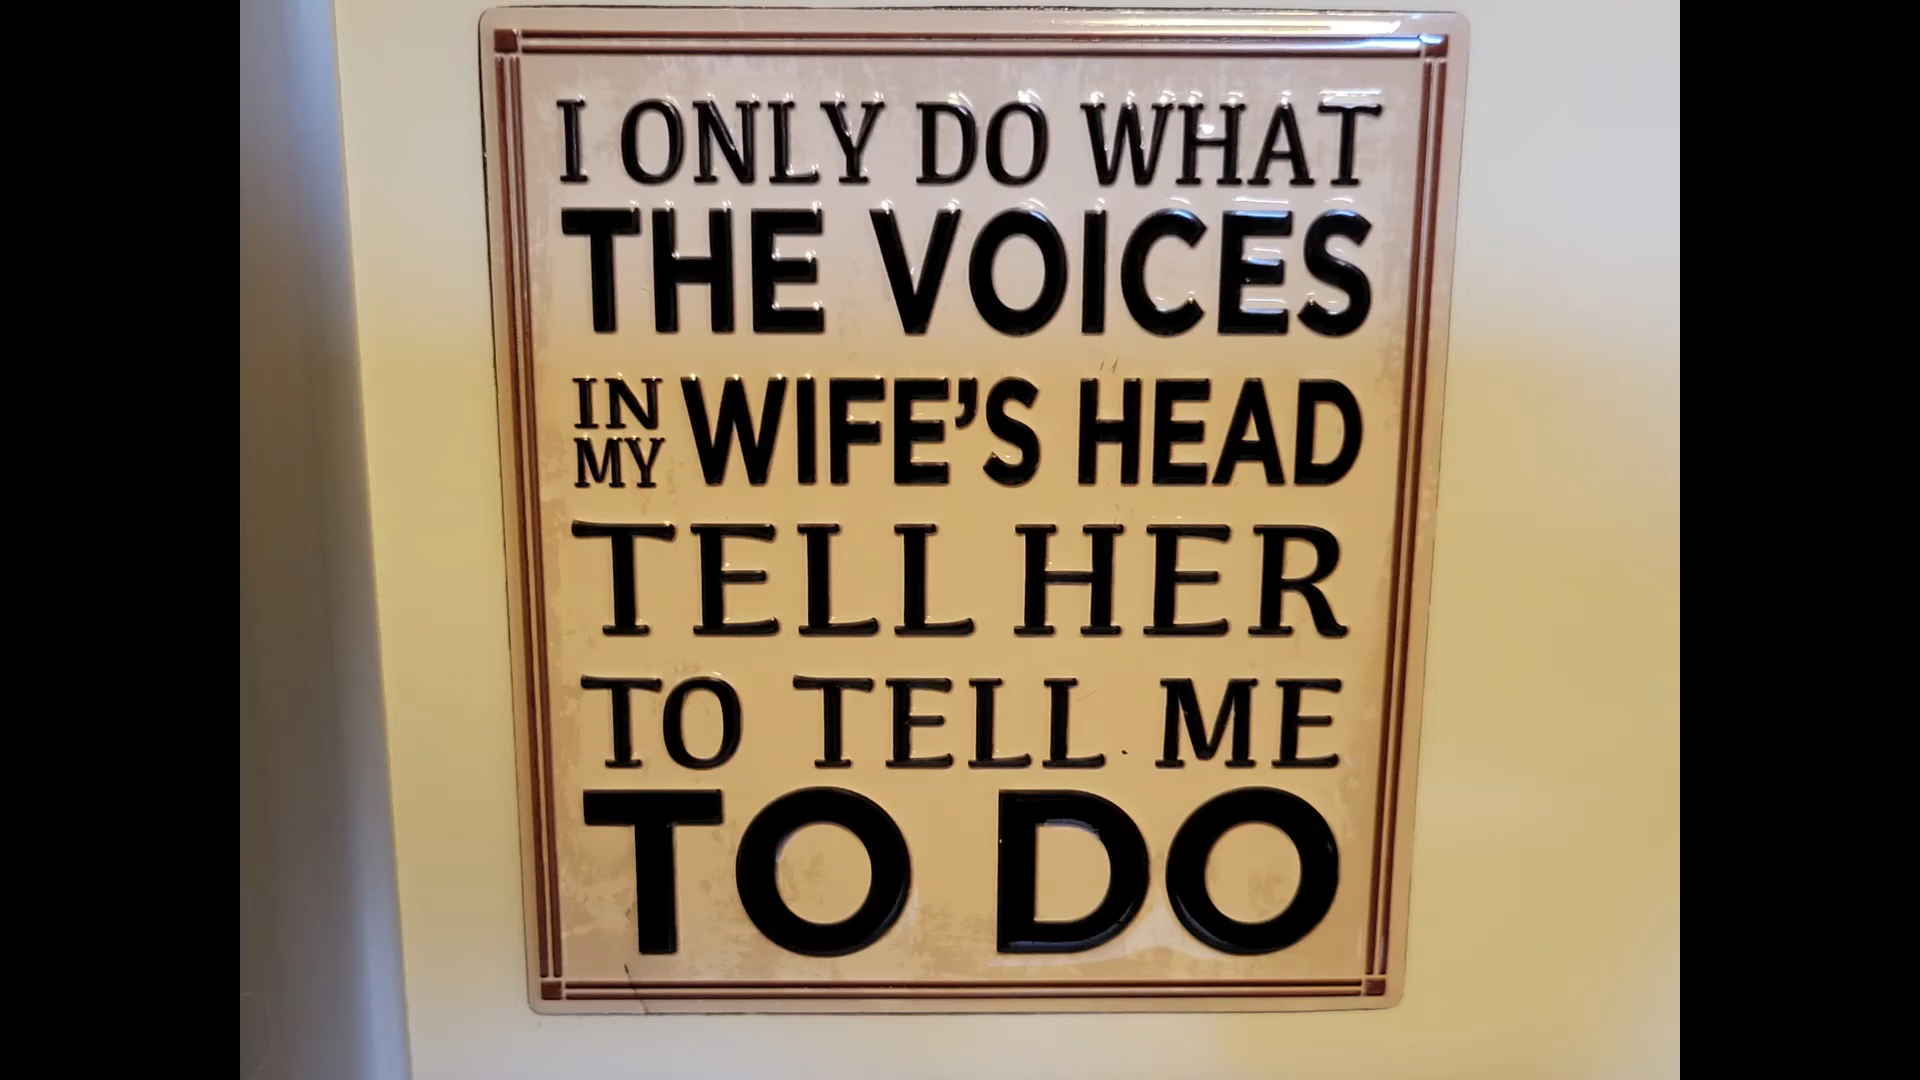 I ONLY DO WHAT
THE VOICES
IN MY WIFE'S HEAD
TELL HER
TO TELL ME
TO DO